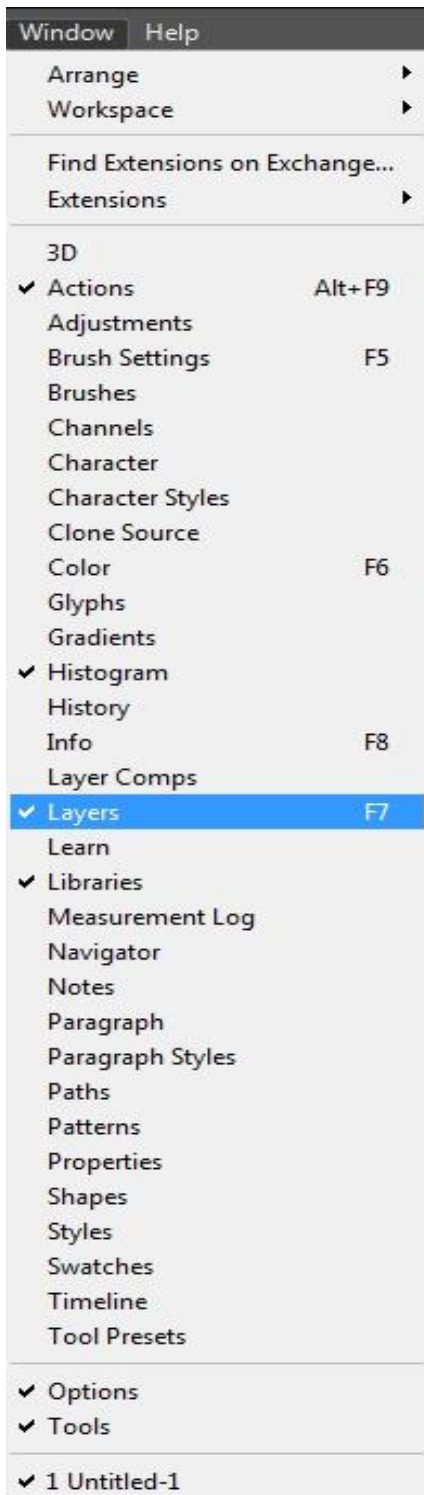 Window Help
Arrange
Workspace
Find Extensions on Exchange...
Extensions
3D
Actions Alt+F9
Adjustments
Brush Settings F5
Brushes
Channels
Character
Character Styles
Clone Source
Color F6
Glyphs
Gradients
Histogram
History
Info F8
Layer Comps
Layers F7
Learn
Libraries
Measurement Log
Navigator
Notes
Paragraph
Paragraph Styles
Paths
Patterns
Properties
Shapes
Styles
Swatches
Timeline
Tool Presets
Options
Tools
1 Untitled-1